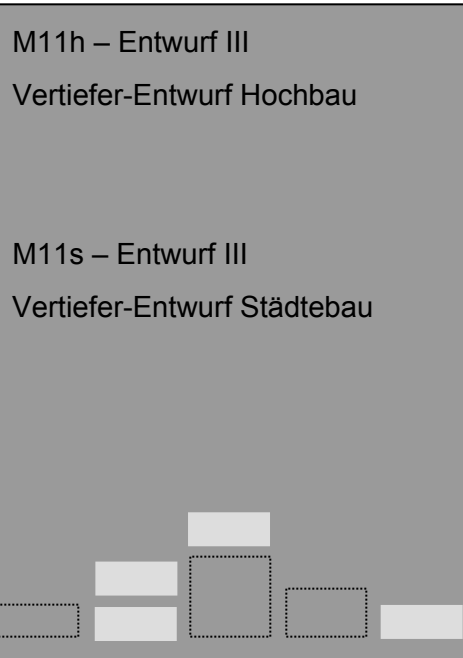 M11h – Entwurf III
Vertiefer-Entwurf Hochbau
M11s – Entwurf III
Vertiefer-Entwurf Städtebau